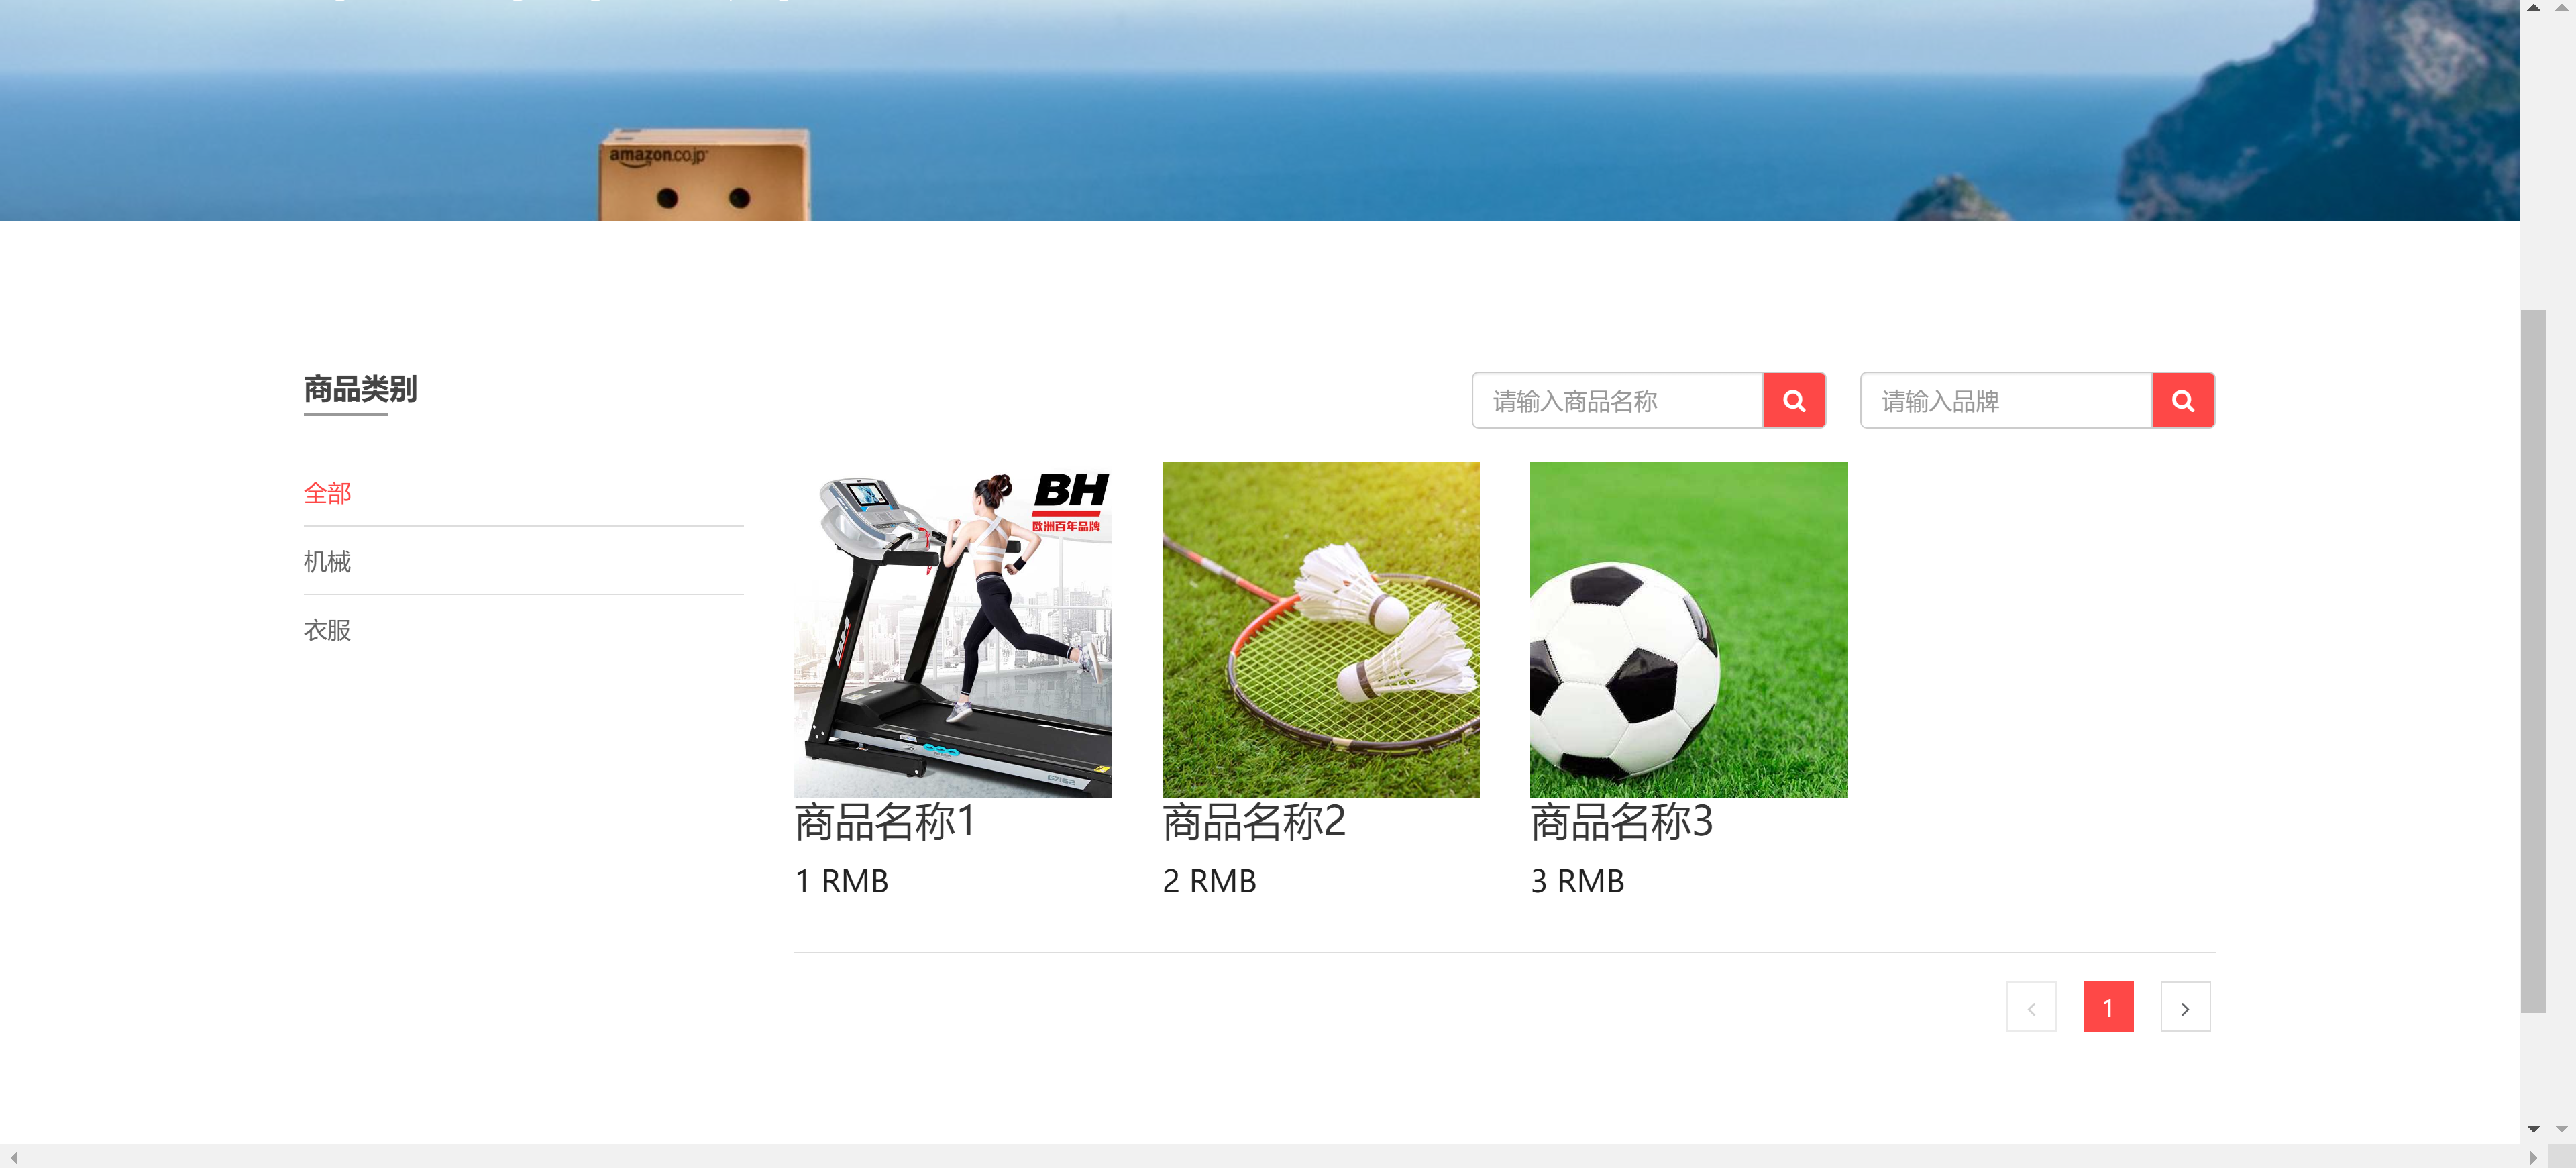 amazon.co.jp
商品类别
请输入商品名称
请输入品牌
全部
机械
衣服
BH
欧洲百年品牌
商品名称1
商品名称2
商品名称3
1 RMB
2 RMB
3 RMB
1